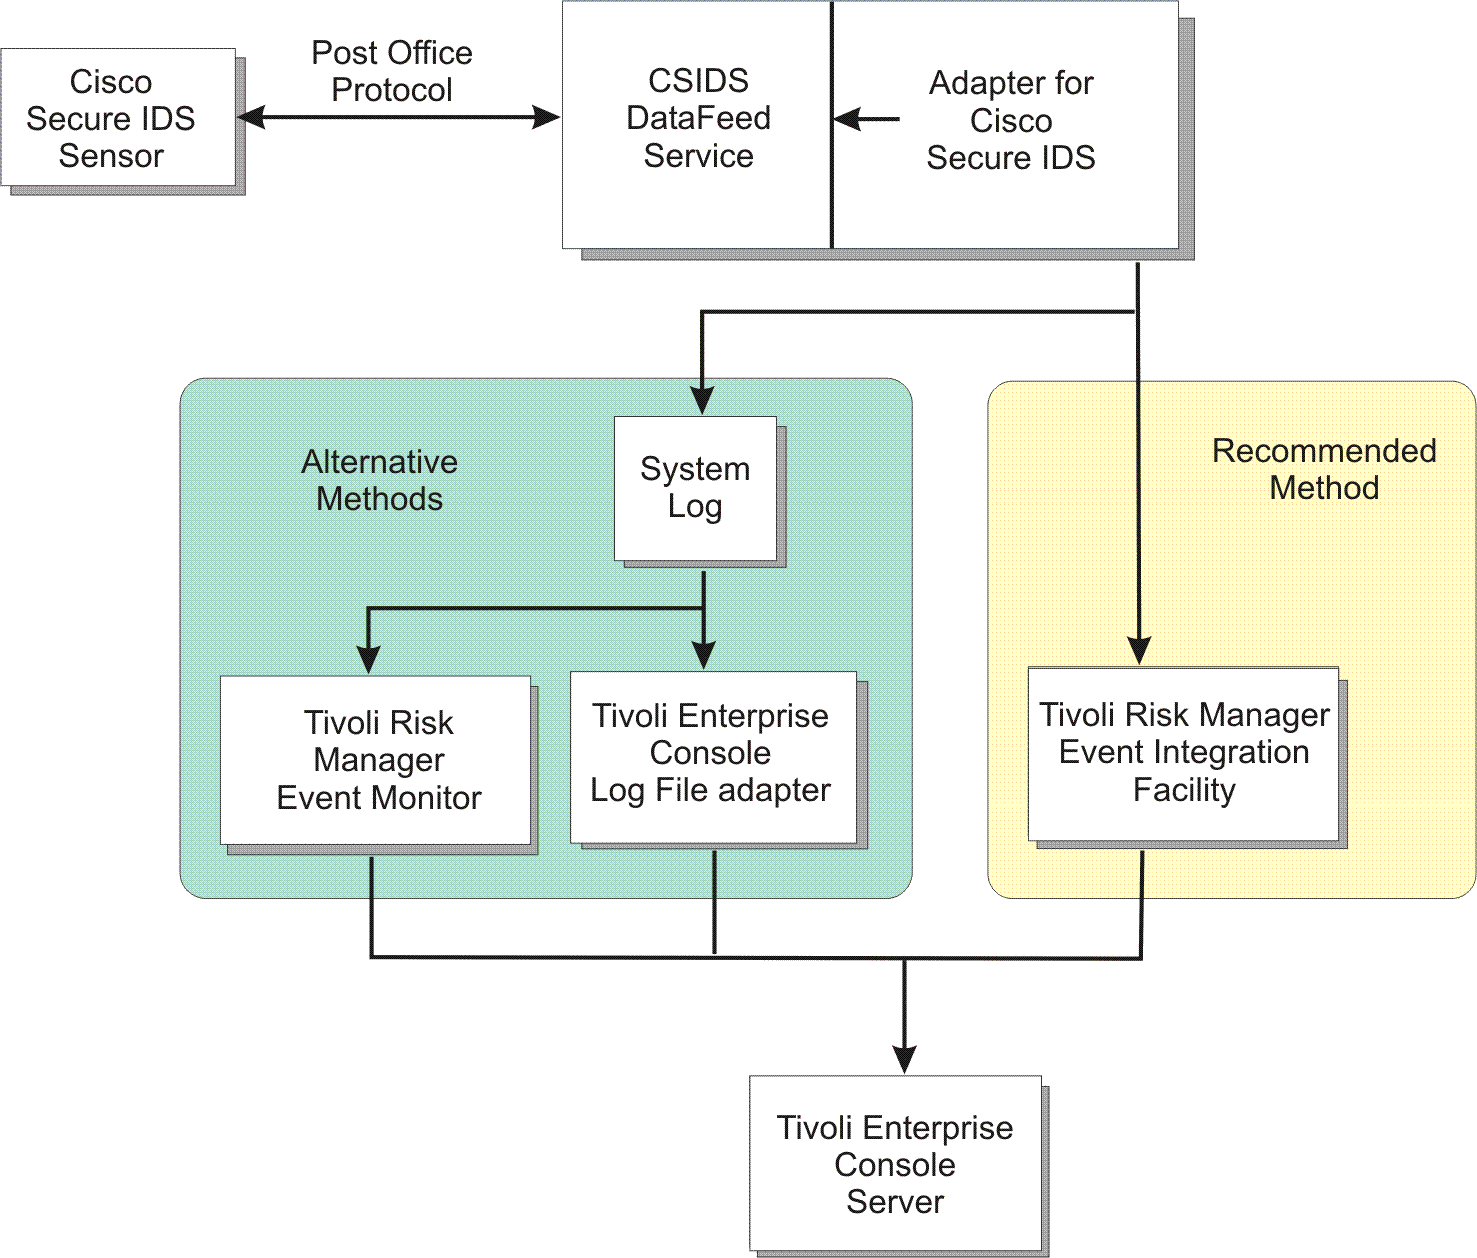 Cisco
Secure IDS
Sensor
Post Office
Protocol
CSIDS
DataFeed
Service
Adapter for
Cisco
Secure IDS
Alternative
Methods
System
Log
Recommended
Method
Tivoli Risk
Manager
Event Monitor
Tivoli Enterprise
Console
Log File adapter
Tivoli Risk Manager
Event Integration
Facility
Tivoli Enterprise
Console
Server